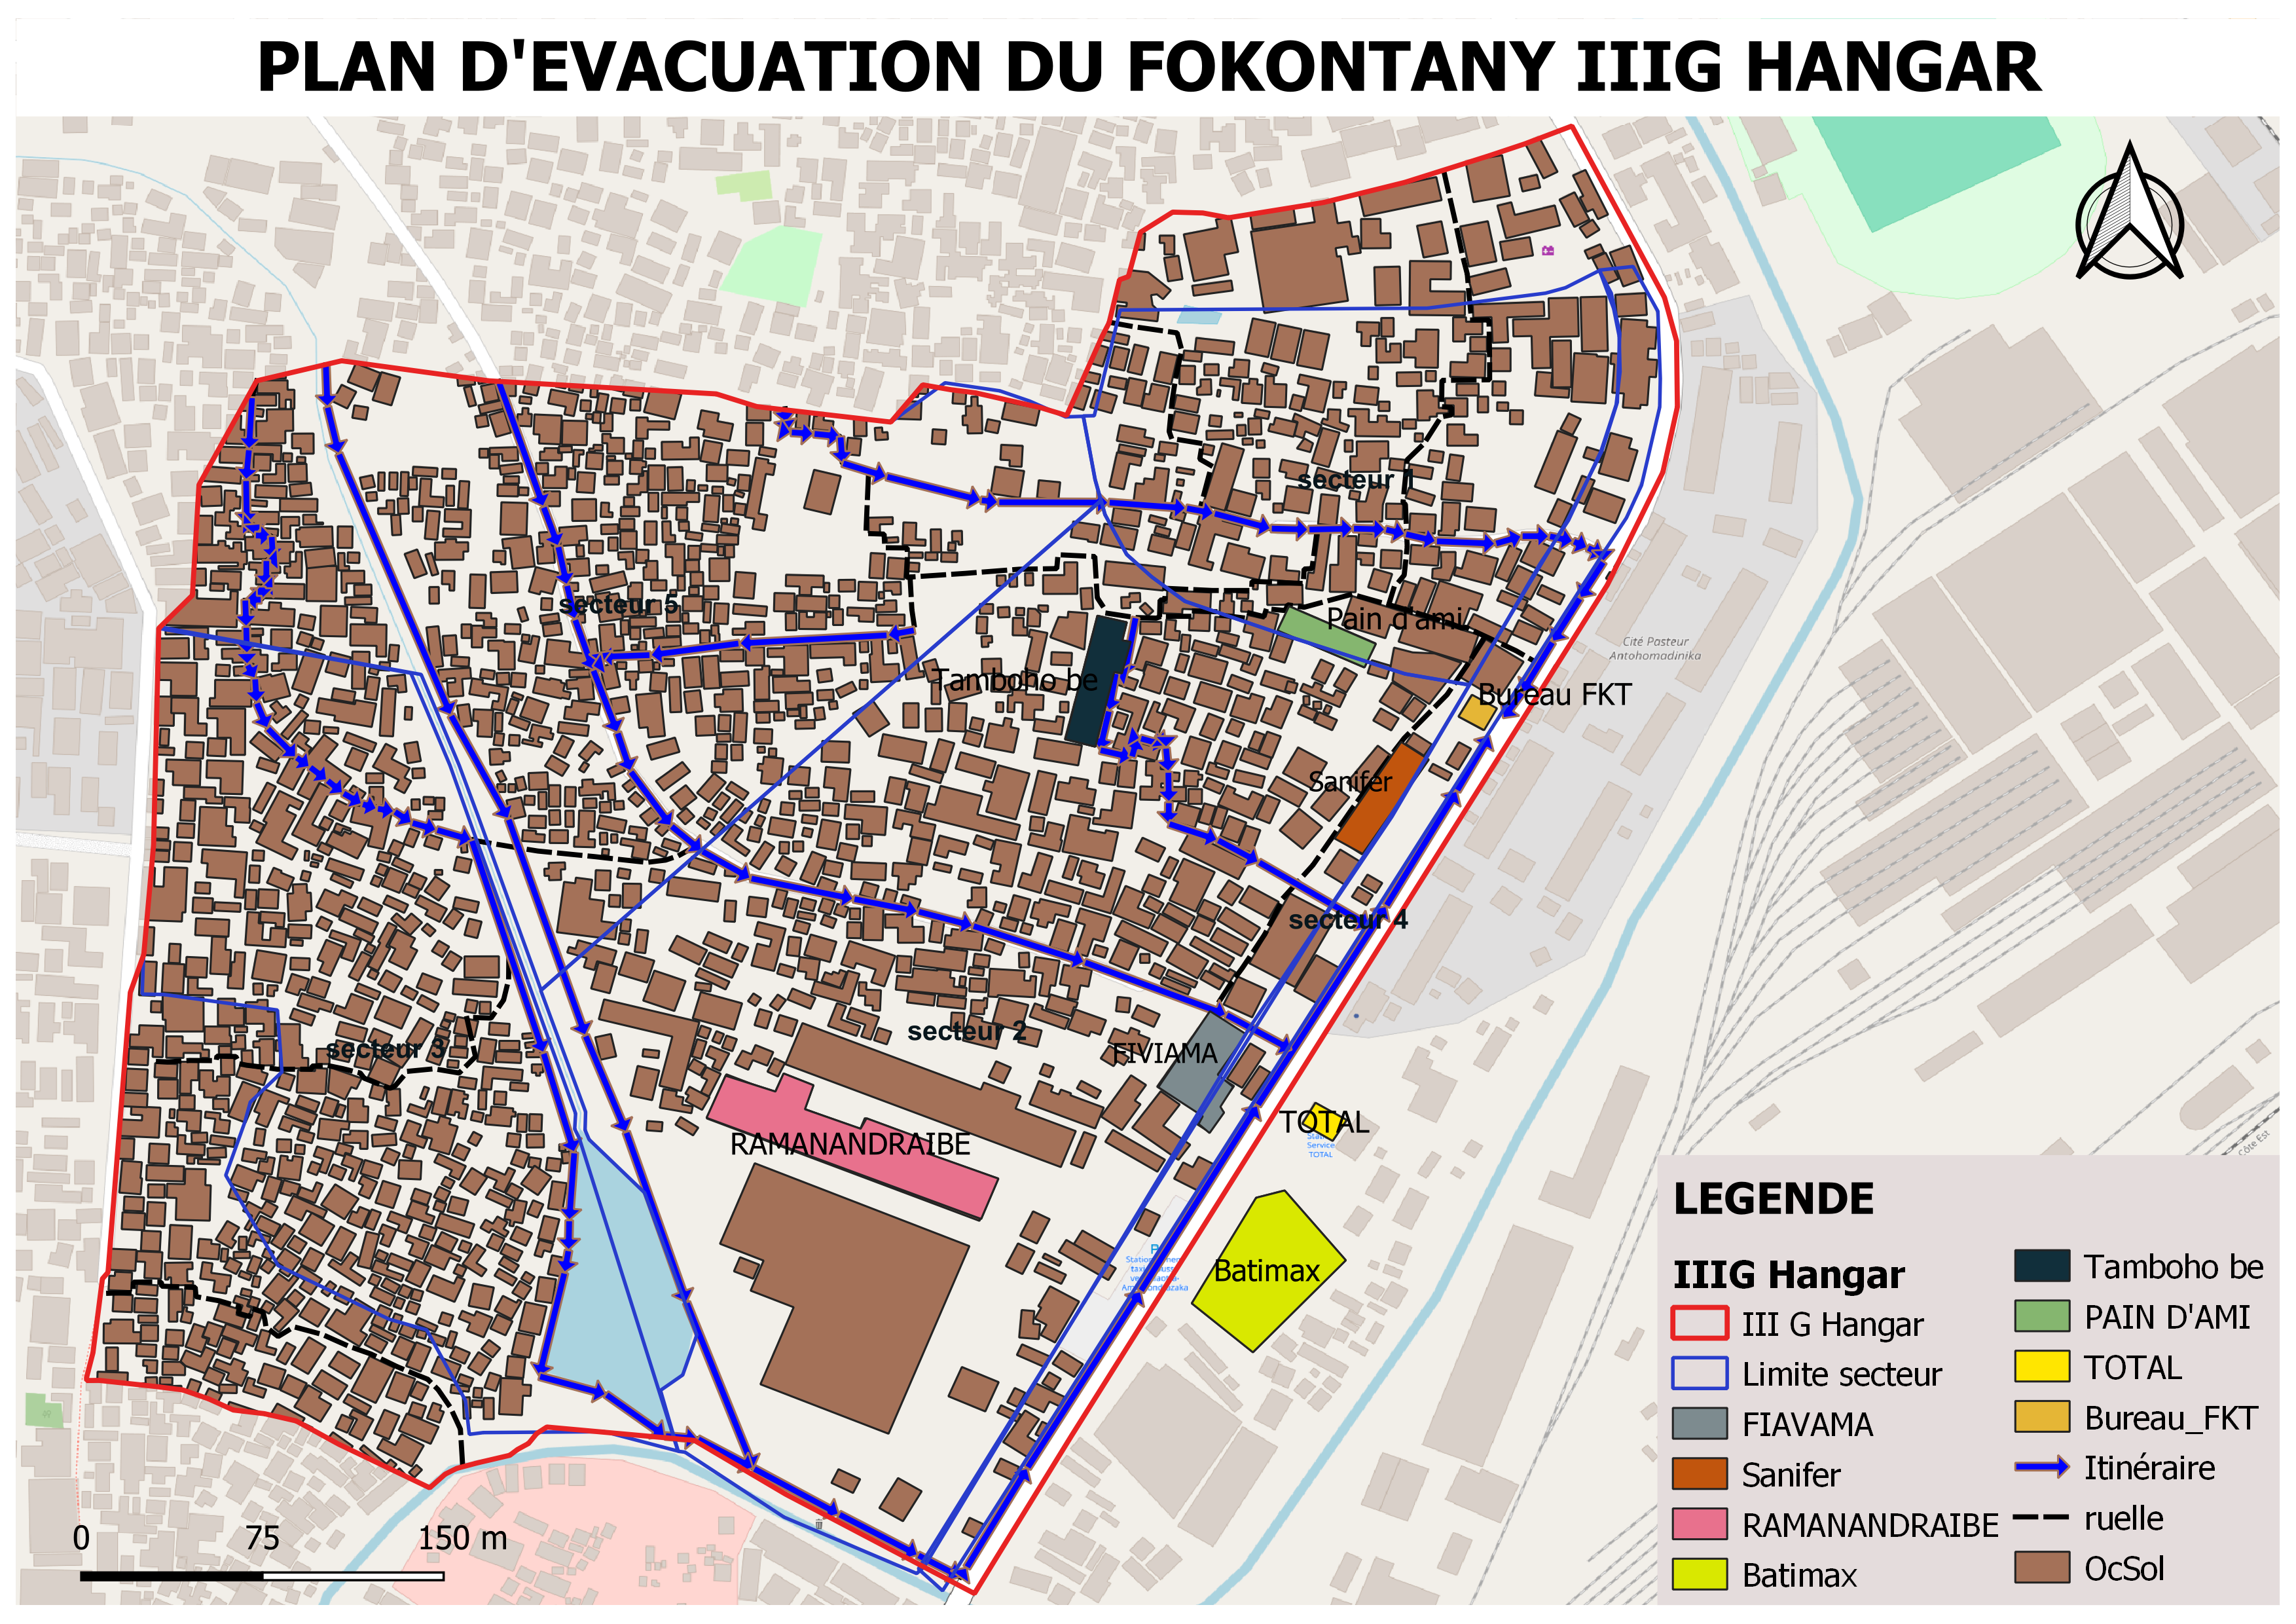 PLAN D'EVACUATION DU FOKONTANY IIIG HANGAR
secteur 1
secteur 5
Pain d'ami
Cité Pasteur
Antohomadinika
Tamboho be
Bureau FKT
Sanifer
secteur 4
secteur 2
secteur 3
FIVIAMA
TOTAL
Service
TOTAL
RAMANANDRAIBE
P
Batimax
Côte Est
LEGENDE
IIIG Hangar
III G Hangar
Limite secteur
FIAVAMA
Sanifer
RAMANANDRAIBE
Batimax
Tamboho be
PAIN D'AMI
TOTAL
Bureau_FKT
Itinéraire
ruelle
OcSol
0 75 150 m